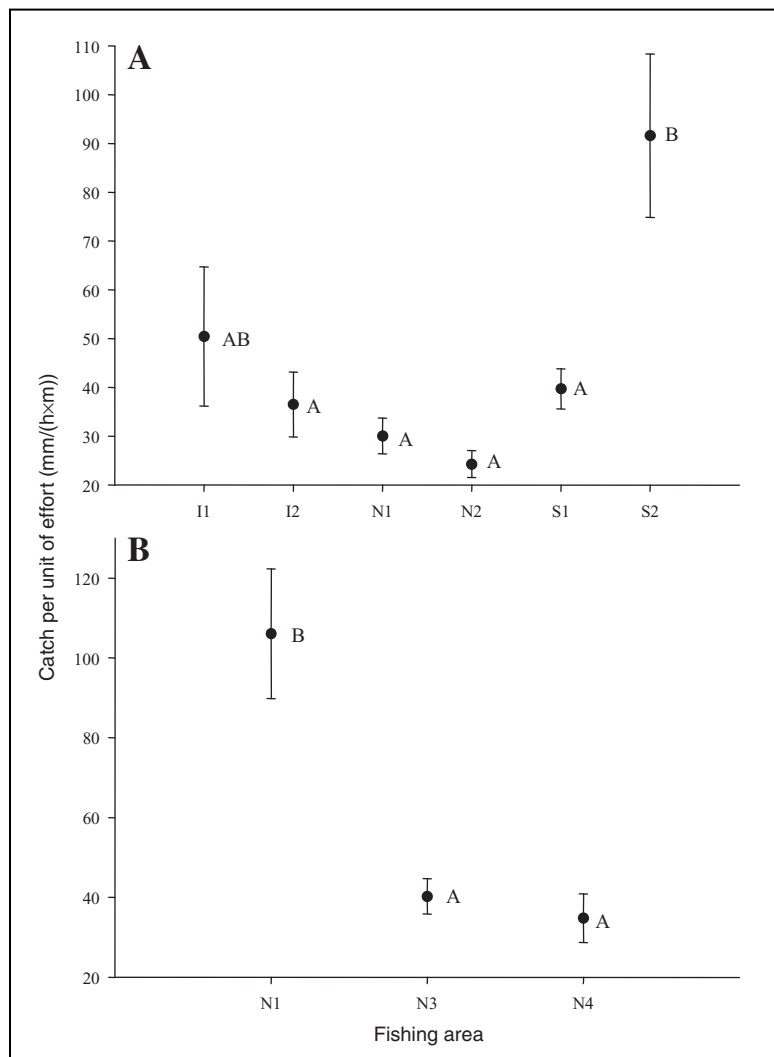 A
110
100
90
80
70
60
50
40
30
20
AB
A
A
A
A
B
I1 I2 N1 N2 S1 S2
Catch per unit of effort (mm/(h×m))
B
120
100
80
60
40
20
B
A
A
N1 N3 N4
Fishing area